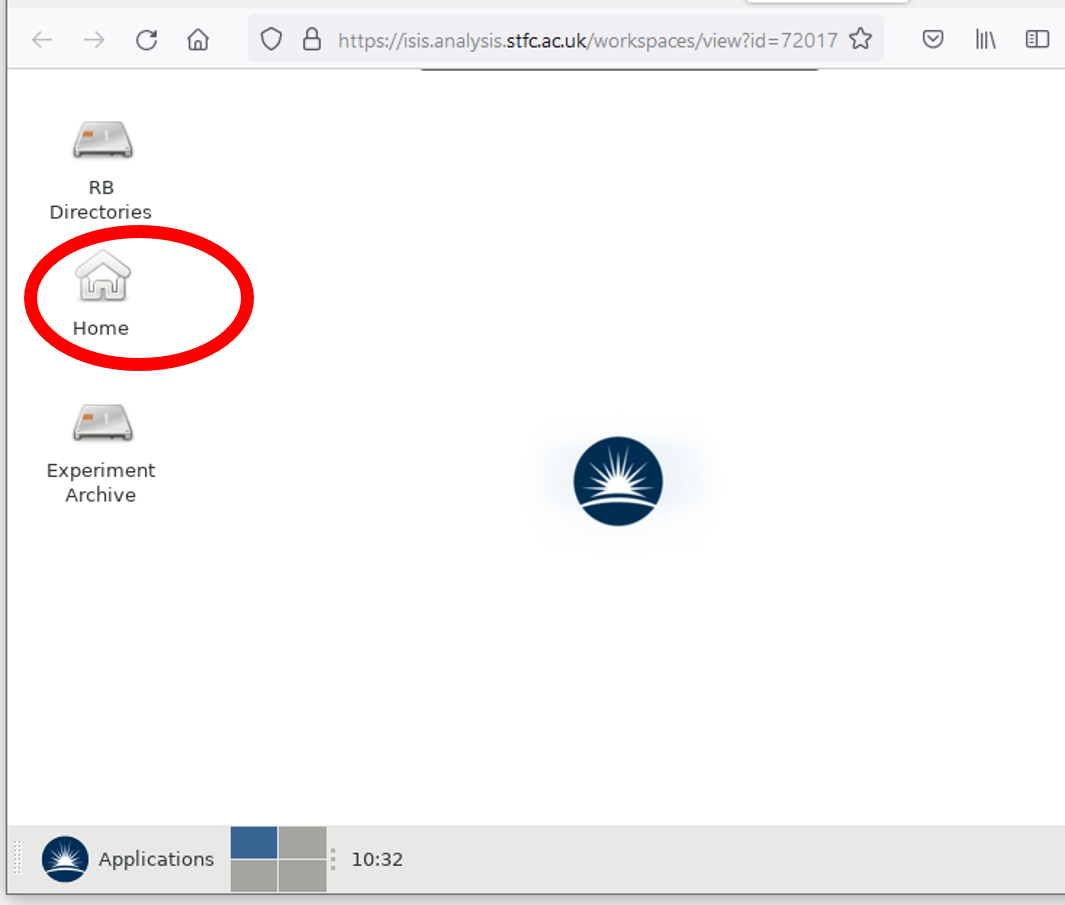 https://isis.analysis.stfc.ac.uk/workspaces/view?id=72017
RB
Directories
Home
Experiment
Archive
Applications
10:32